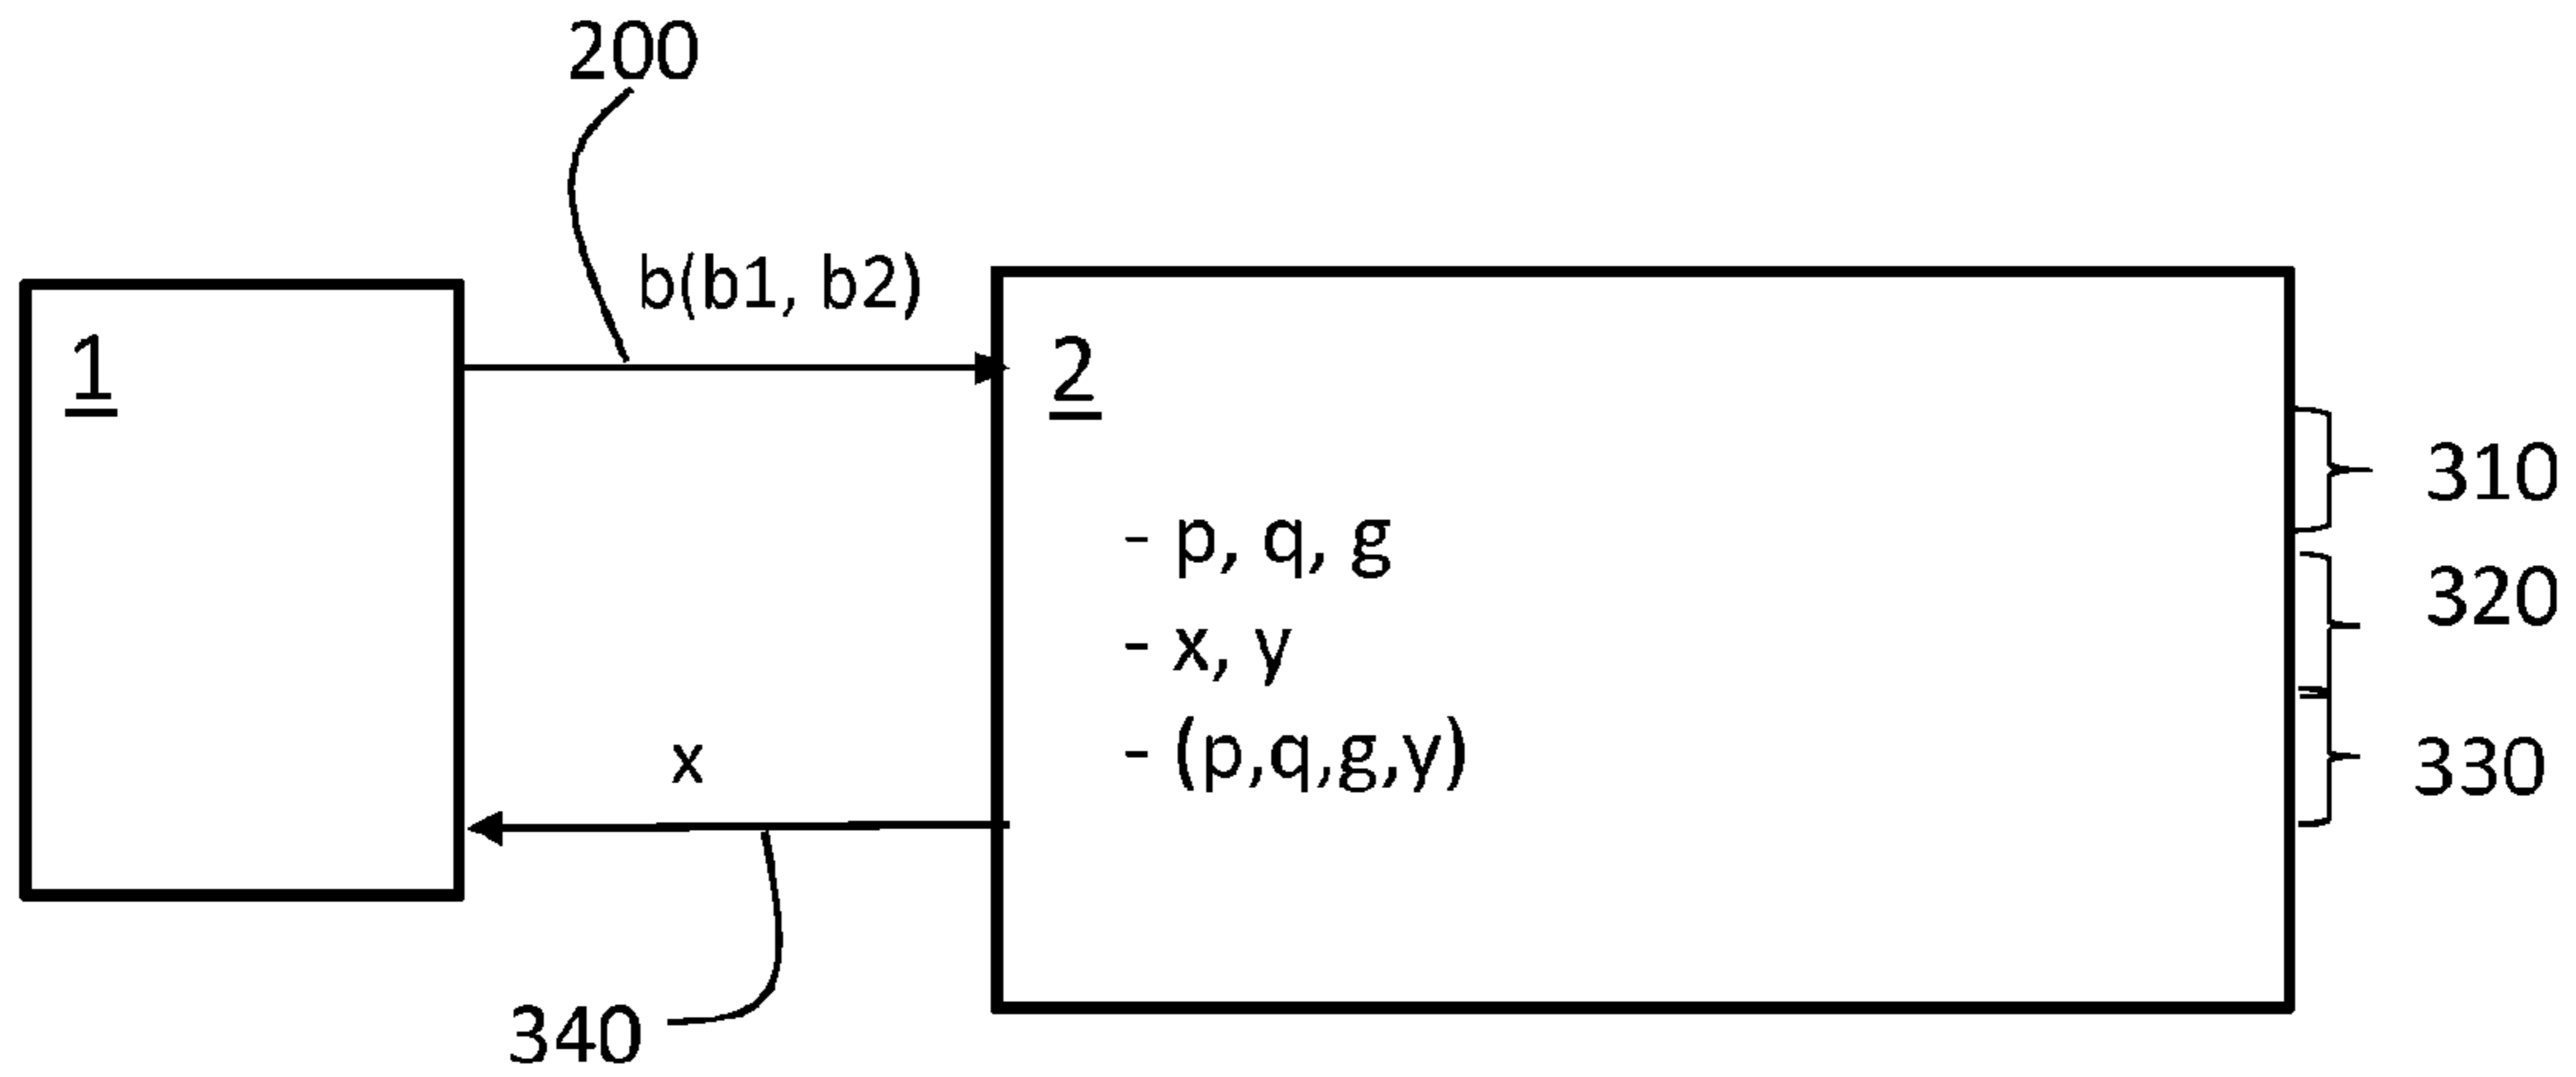 200
b(b1, b2)
1
2
310
- p, q, g
320
- x, y
- (p,q,g,y)
330
x
340